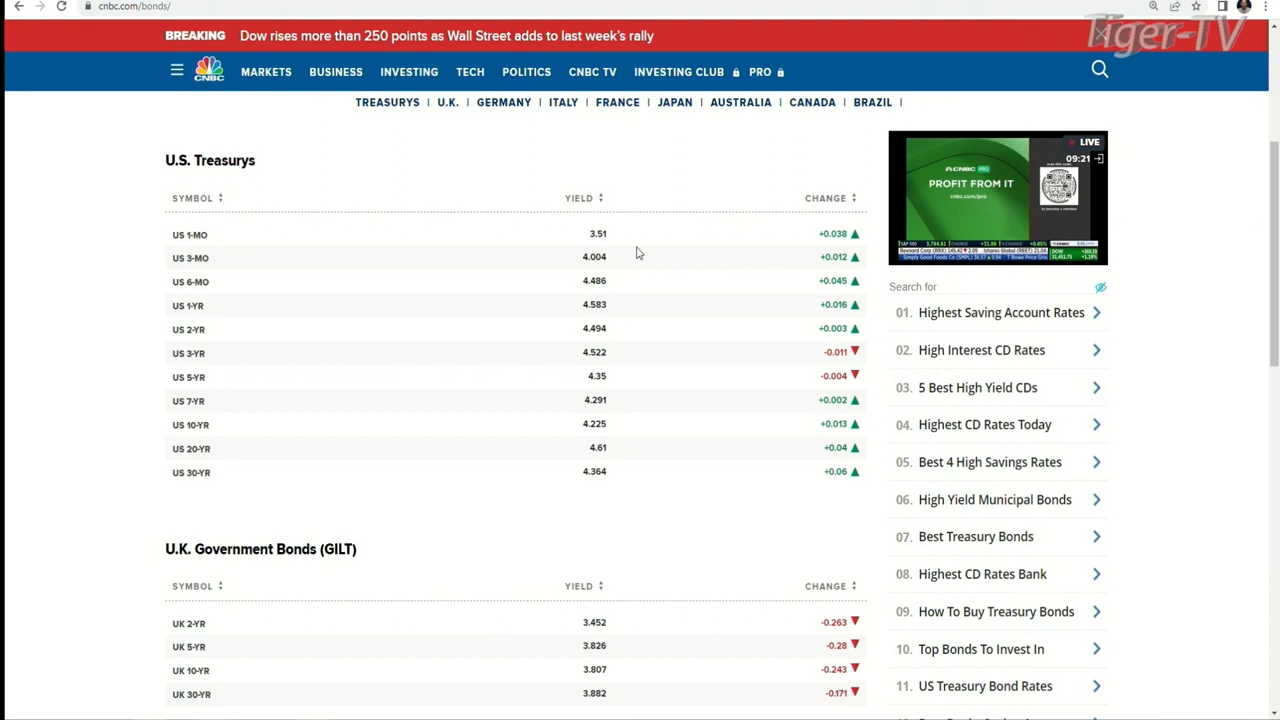 cnbc.com/bonds/
Tiger-TV
BREAKING Dow rises more than 250 points as Wall Street adds to last week's rally
CNBC MARKETS BUSINESS INVESTING TECH POLITICS CNBC TV INVESTING CLUB PRO
TREASURYS | U.K. | GERMANY | ITALY | FRANCE | JAPAN | AUSTRALIA | CANADA | BRAZIL |
U.S. Treasurys
SYMBOL YIELD CHANGE
US 1-MO 3.51 +0.038
US 3-MO 4.004 +0.012
US 6-MO 4.486 +0.045
US 1-YR 4.583 +0.016
US 2-YR 4.494 +0.003
US 3-YR 4.522 -0.011
US 5-YR 4.35 -0.004
US 7-YR 4.291 +0.002
US 10-YR 4.225 +0.013
US 20-YR 4.61 +0.04
US 30-YR 4.364 +0.06
U.K. Government Bonds (GILT)
SYMBOL YIELD CHANGE
UK 2-YR 3.452 -0.263
UK 5-YR 3.826 -0.28
UK 10-YR 3.807 -0.243
UK 30-YR 3.882 -0.171
LIVE
09:21
CNBC PRO
PROFIT FROM IT
cnbc.com/pro
Search for
01. Highest Saving Account Rates
02. High Interest CD Rates
03. 5 Best High Yield CDs
04. Highest CD Rates Today
05. Best 4 High Savings Rates
06. High Yield Municipal Bonds
07. Best Treasury Bonds
08. Highest CD Rates Bank
09. How To Buy Treasury Bonds
10. Top Bonds To Invest In
11. US Treasury Bond Rates